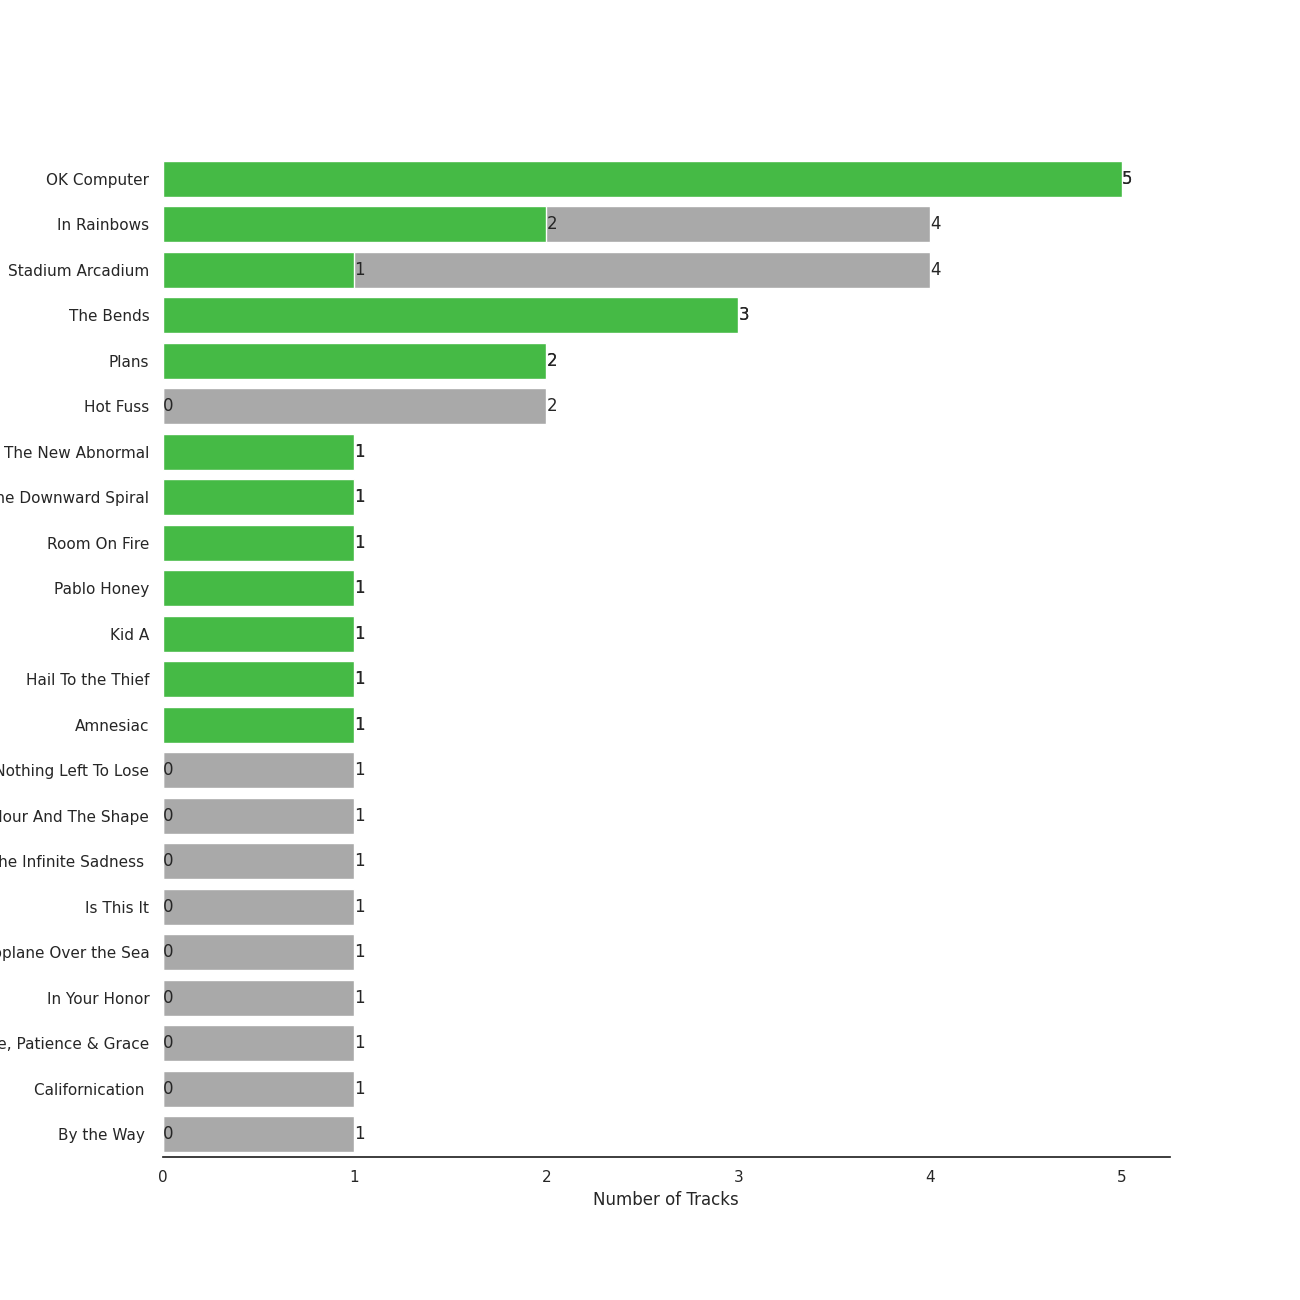 OK Computer 5
In Rainbows 2 4
Stadium Arcadium 1 4
The Bends 3
Plans 2
Hot Fuss 0 2
The New Abnormal 1
Downward Spiral 1
Room On Fire 1
Pablo Honey 1
Kid A 1
Hail To the Thief 1
Amnesiac 1
Nothing Left To Lose 0 1
And The Shape 0 1
Infinite Sadness 0 1
Is This It 0 1
Over the Sea 0 1
In Your Honor 0 1
Patience & Grace 0 1
Californication 0 1
By the Way 0 1
0 1 2 3 4 5
Number of Tracks